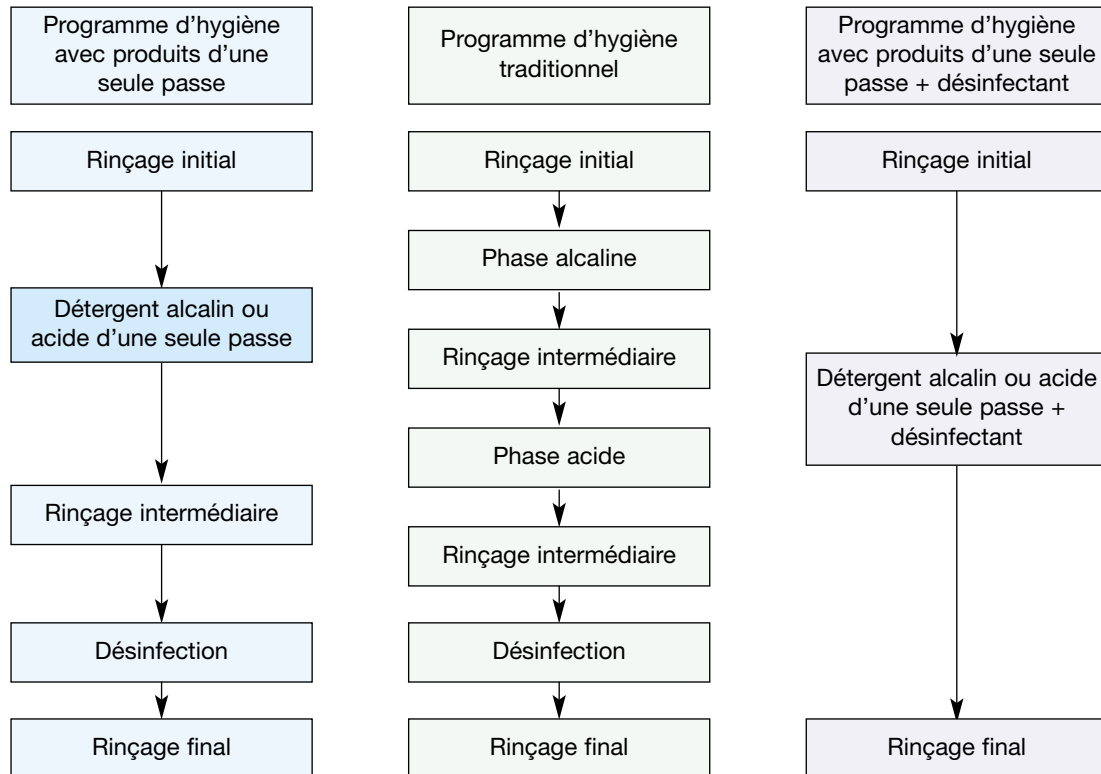 Programme d’hygiène
avec produits d’une
seule passe
Rinçage initial
Détergent alcalin ou
acide d’une seule passe
Rinçage intermédiaire
Désinfection
Rinçage final
Programme d’hygiène
traditionnel
Rinçage initial
Phase alcaline
Rinçage intermédiaire
Phase acide
Rinçage intermédiaire
Désinfection
Rinçage final
Programme d’hygiène
avec produits d’une seule
passe + désinfectant
Rinçage initial
Détergent alcalin ou acide
d’une seule passe +
désinfectant
Rinçage final